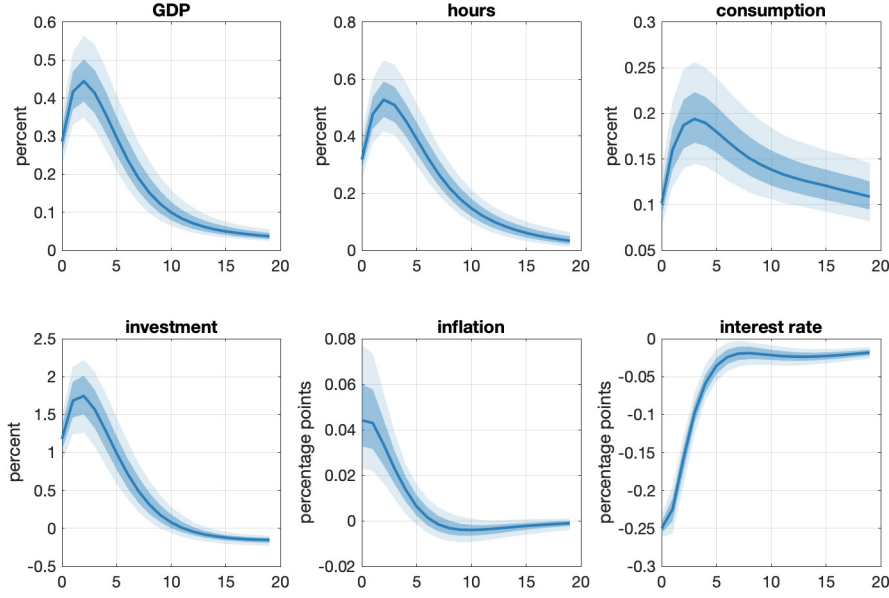 GDP
hours
consumption
percent
0.6
0.5
0.4
0.3
0.2
0.1
0
0 5 10 15 20
percent
0.8
0.6
0.4
0.2
0
0 5 10 15 20
percent
0.3
0.25
0.2
0.15
0.1
0.05
0 5 10 15 20
investment
inflation
interest rate
percent
2.5
2
1.5
1
0.5
0
-0.5
0 5 10 15 20
percentage points
0.08
0.06
0.04
0.02
0
-0.02
0 5 10 15 20
percentage points
0
-0.05
-0.1
-0.15
-0.2
-0.25
-0.3
0 5 10 15 20